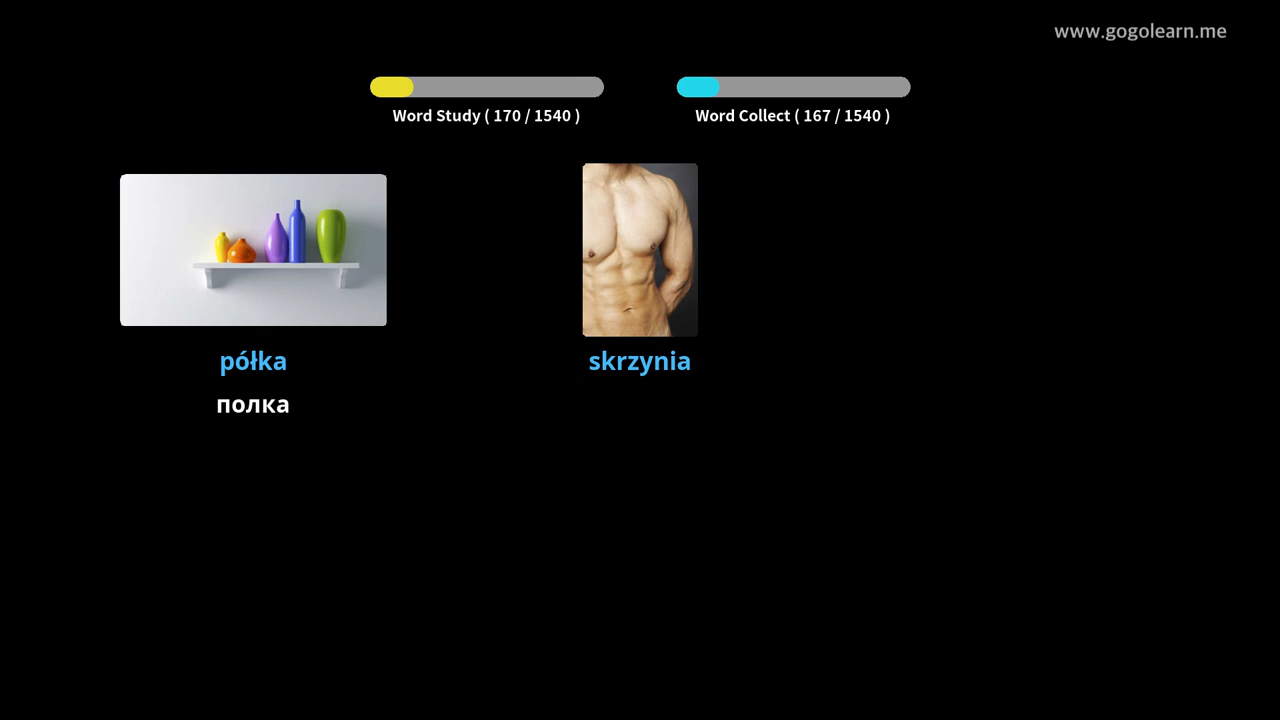 www.gogolearn.me
Word Study ( 170 / 1540 )
Word Collect ( 167 / 1540 )
półka
skrzynia
полка